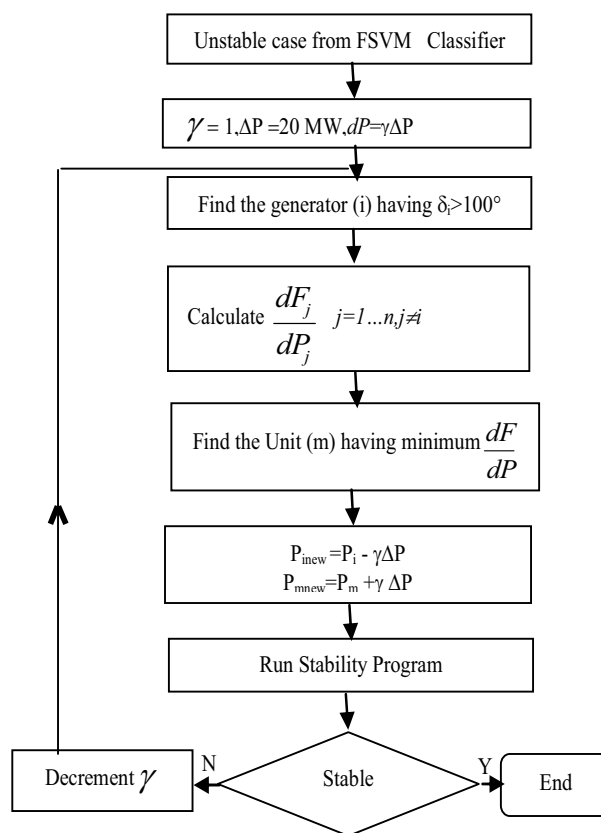 Unstable case from FSVM Classifier
γ = 1,ΔP =20 MW,dP=γΔP
Find the generator (i) having δi>100°
Calculate dFj/dPj j=1...n,j≠i
Find the Unit (m) having minimum dF/dP
Pinew =Pi - γΔP
Pmnew=Pm +γ ΔP
Run Stability Program
Stable
N
Y
Decrement γ
End